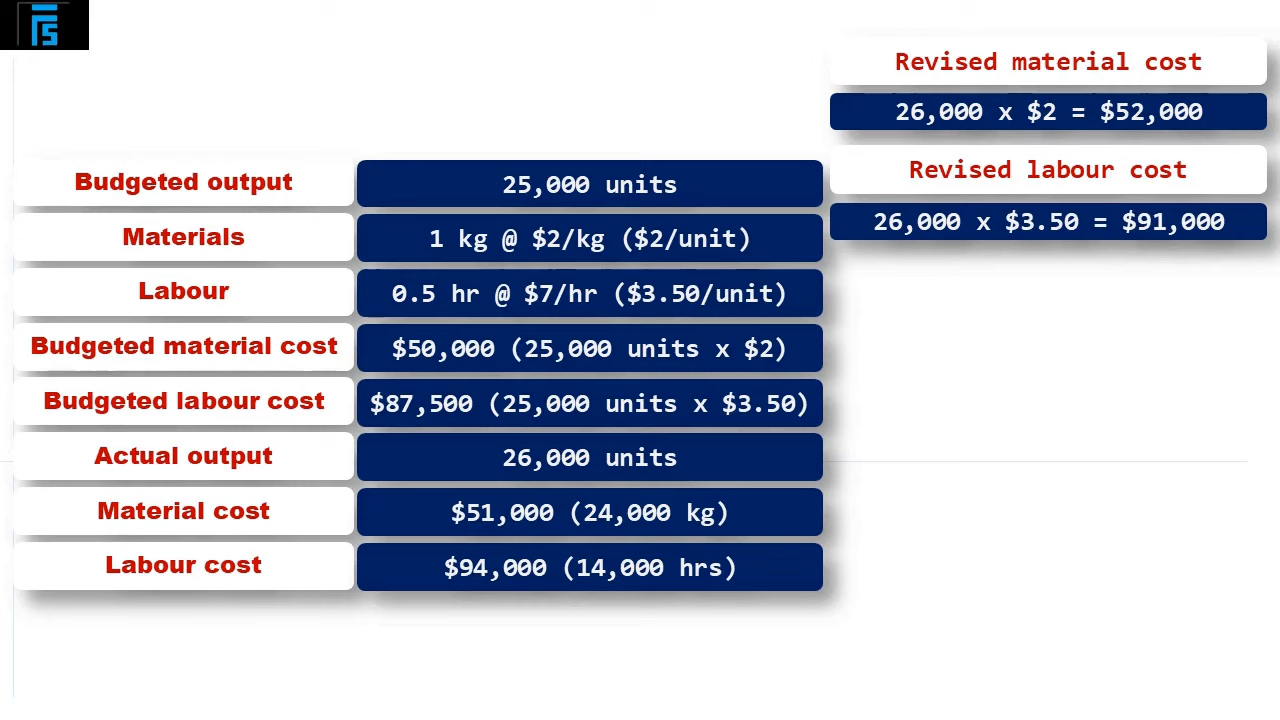 Revised material cost
26,000 x $2 = $52,000
Revised labour cost
26,000 x $3.50 = $91,000
Budgeted output 25,000 units
Materials 1 kg @ $2/kg ($2/unit)
Labour 0.5 hr @ $7/hr ($3.50/unit)
Budgeted material cost $50,000 (25,000 units x $2)
Budgeted labour cost $87,500 (25,000 units x $3.50)
Actual output 26,000 units
Material cost $51,000 (24,000 kg)
Labour cost $94,000 (14,000 hrs)